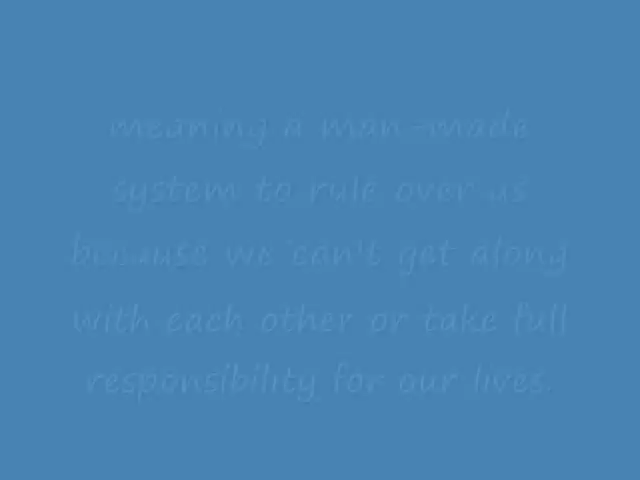 meaning a man-made
system to rule over us
because we can't get along
with each other or take full
responsibility for our lives.